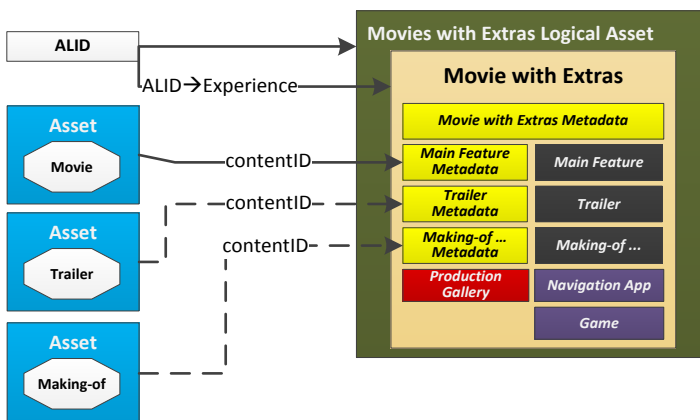 ALID
ALID→Experience
Asset
Movie
contentID
Asset
Trailer
contentID
contentID
Asset
Making-of
Movies with Extras Logical Asset
Movie with Extras
Movie with Extras Metadata
Main Feature
Metadata
Main Feature
Trailer
Metadata
Trailer
Making-of ...
Metadata
Making-of ...
Production
Gallery
Navigation App
Game